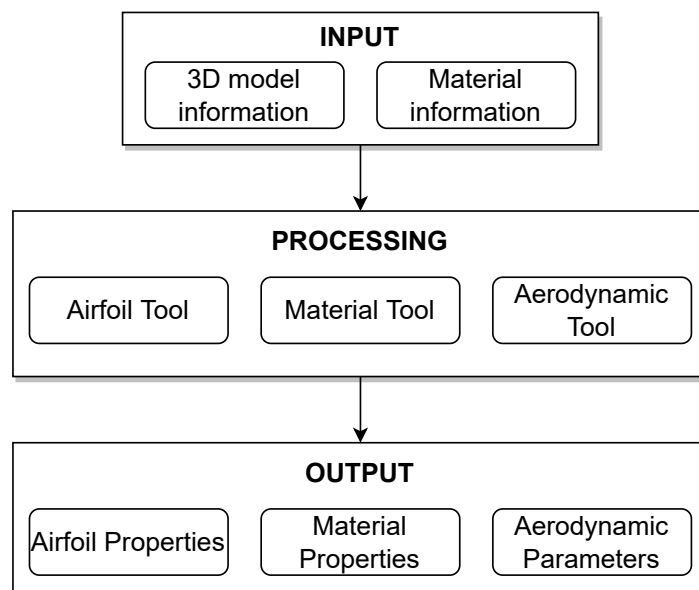 INPUT
3D model
information
Material
information
PROCESSING
Airfoil Tool
Material Tool
Aerodynamic
Tool
OUTPUT
Airfoil Properties
Material
Properties
Aerodynamic
Parameters